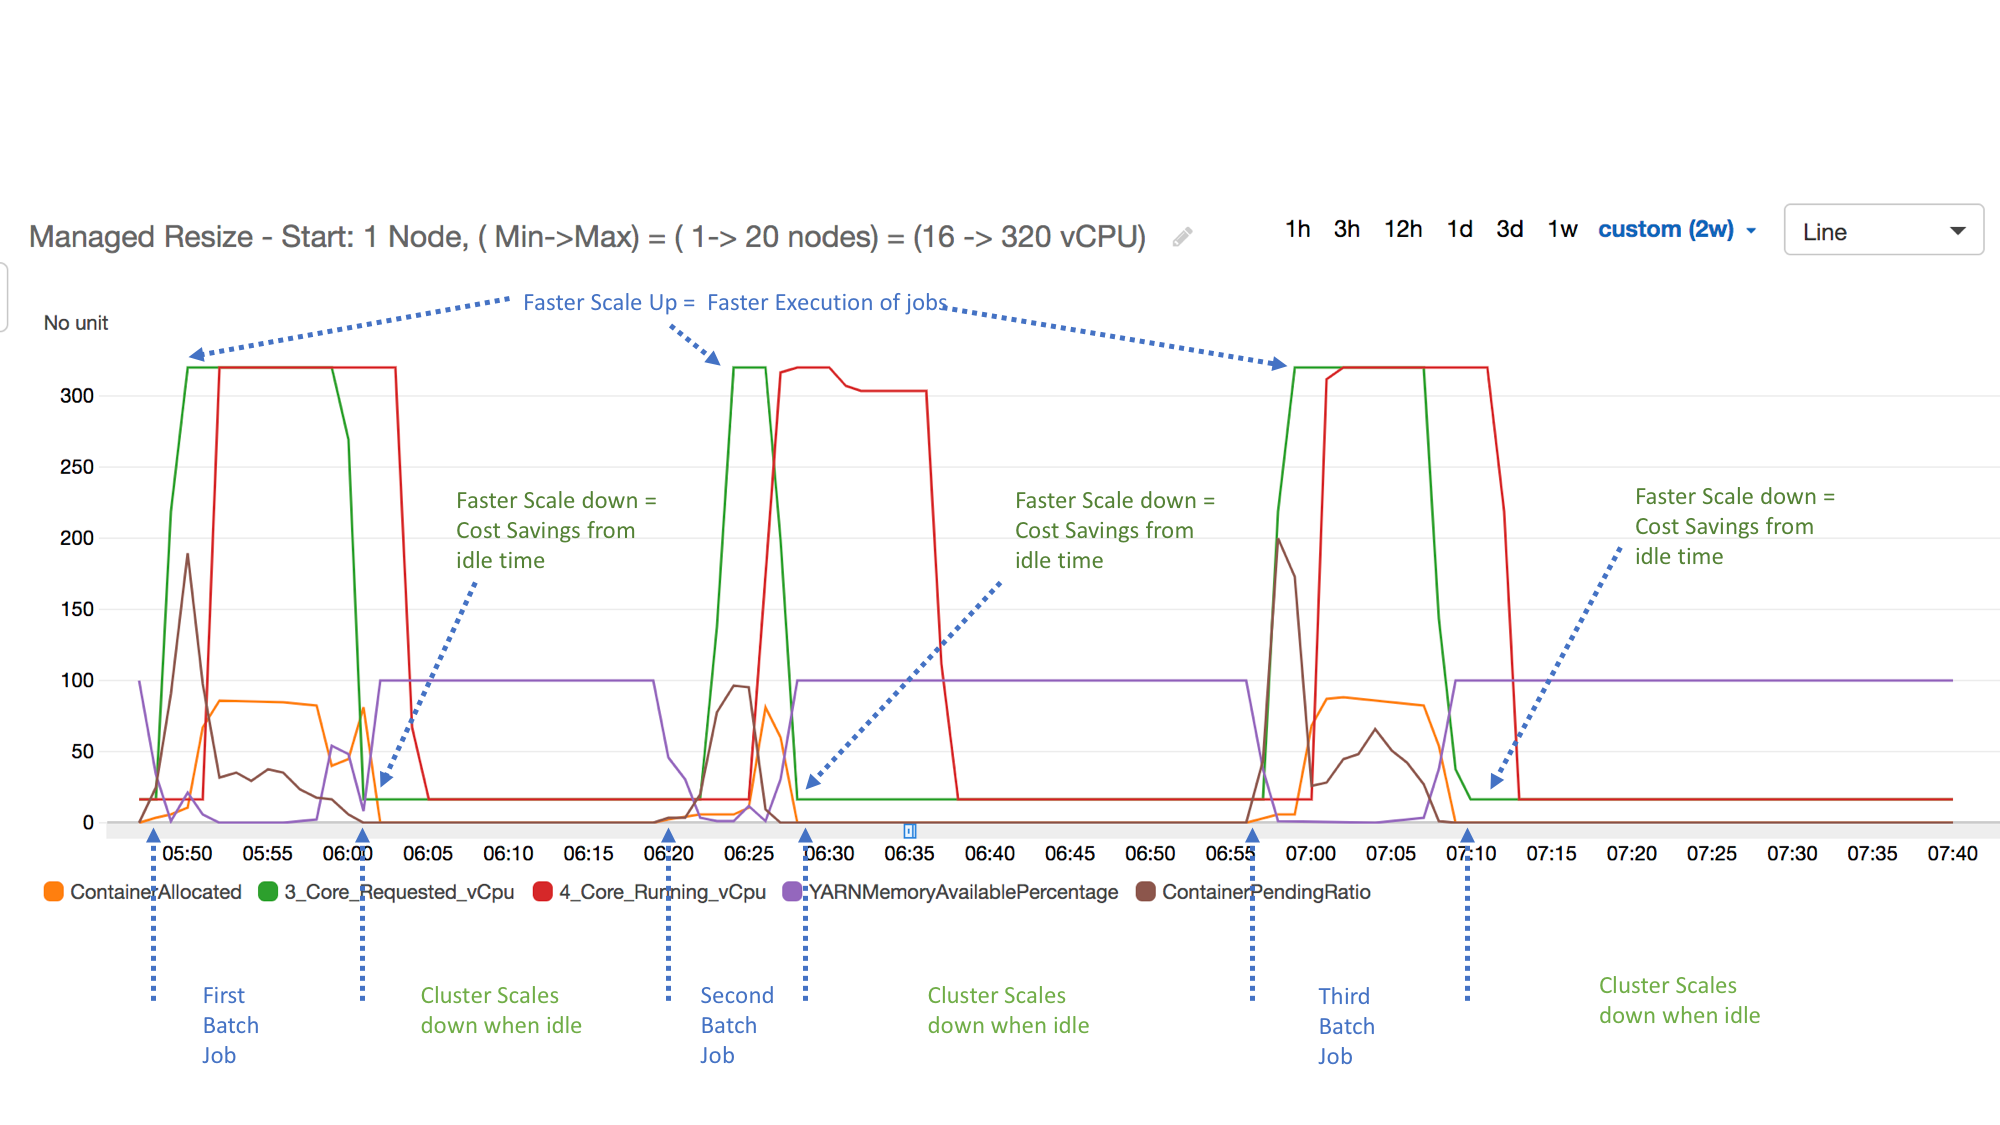 Managed Resize - Start: 1 Node, ( Min->Max) = ( 1-> 20 nodes) = (16 -> 320 vCPU)
1h 3h 12h 1d 3d 1w custom (2w)
Line
Faster Scale Up = Faster Execution of jobs
No unit
300
250
200
150
100
50
0
Faster Scale down =
Cost Savings from
idle time
Faster Scale down =
Cost Savings from
idle time
Faster Scale down =
Cost Savings from
idle time
05:50 05:55 06:00 06:05 06:10 06:15 06:20 06:25 06:30 06:35 06:40 06:45 06:50 06:55 07:00 07:05 07:10 07:15 07:20 07:25 07:30 07:35 07:40
ContainerAllocated 3_Core_Requested_vCpu 4_Core_Running_vCpu YARNMemoryAvailablePercentage ContainerPendingRatio
First
Batch
Job
Cluster Scales
down when idle
Second
Batch
Job
Cluster Scales
down when idle
Third
Batch
Job
Cluster Scales
down when idle